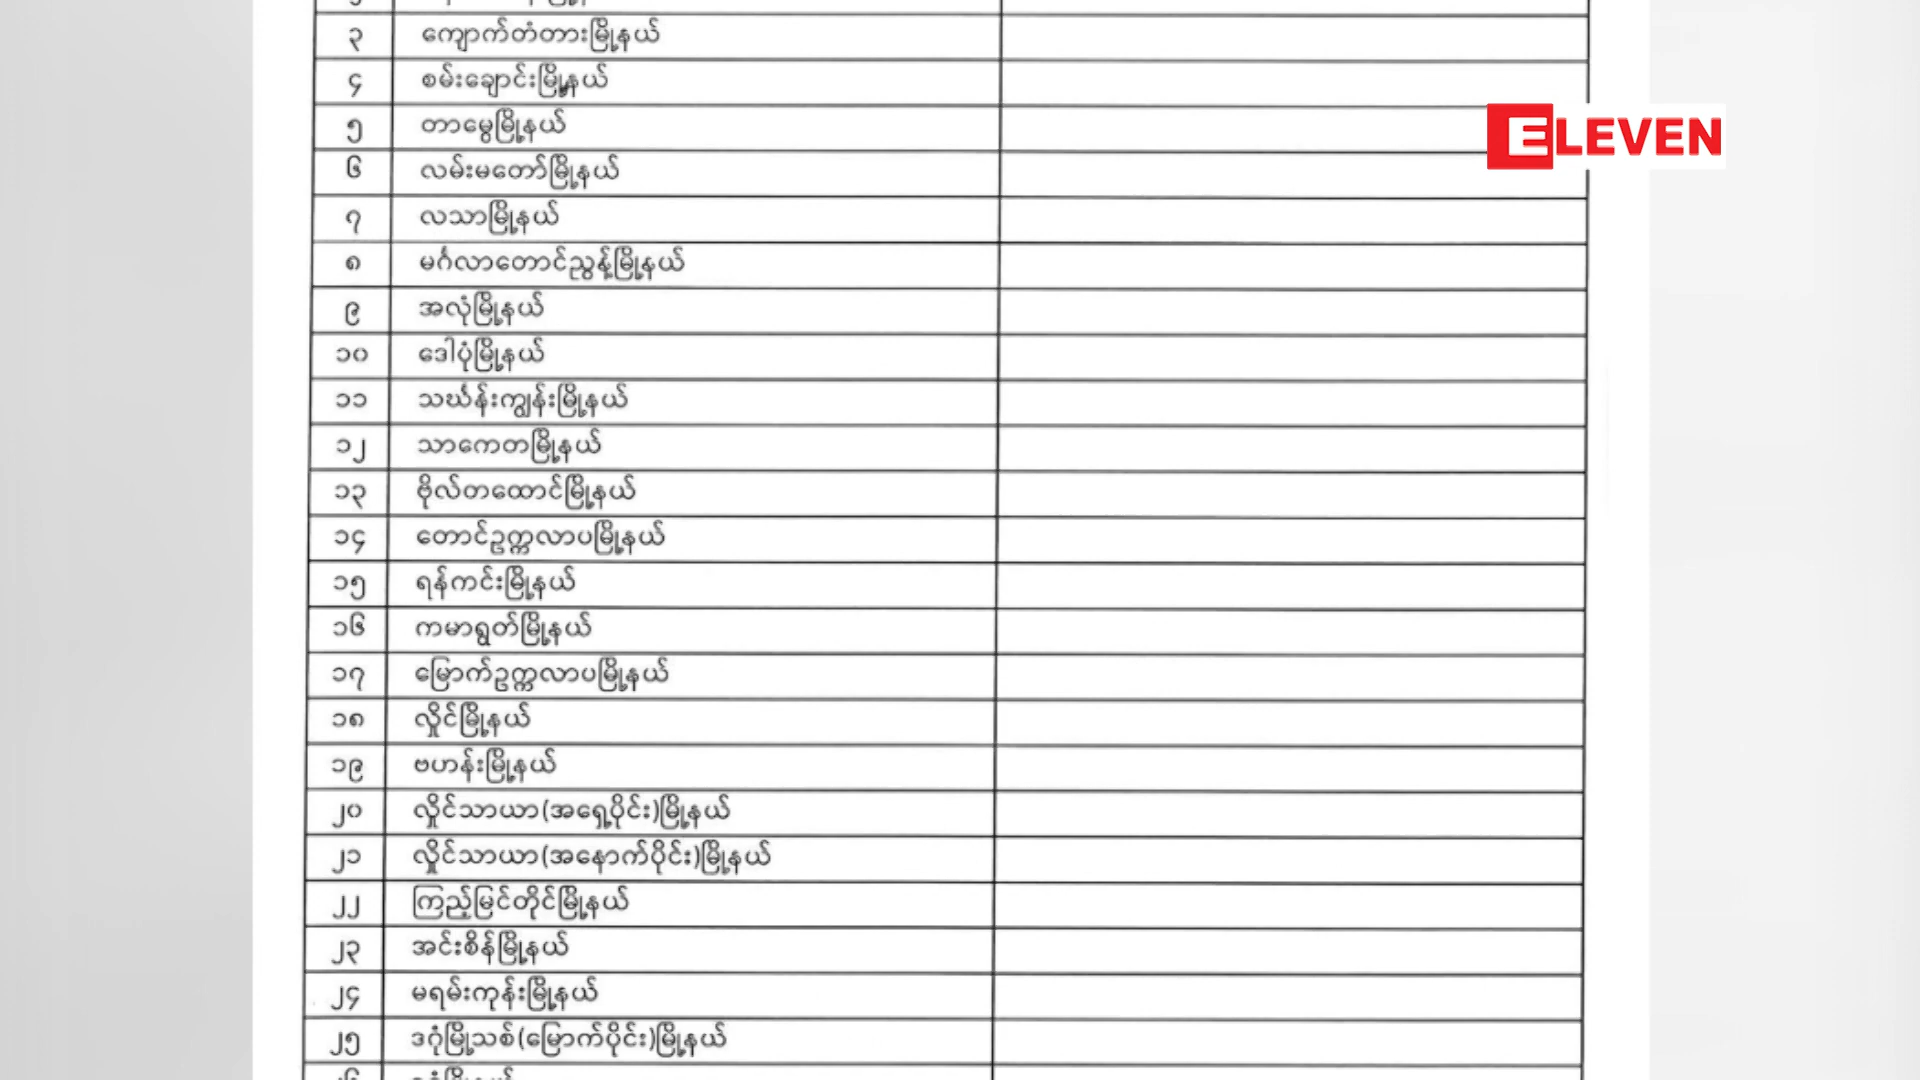 ၃ ကျောက်တံတားမြို့နယ်
၄ စမ်းချောင်းမြို့နယ်
၅ တာမွေမြို့နယ်
ELEVEN
၆ လမ်းမတော်မြို့နယ်
၇ လသာမြို့နယ်
၈ မင်္ဂလာတောင်ညွန့်မြို့နယ်
၉ အလုံမြို့နယ်
၁၀ ဒေါပုံမြို့နယ်
၁၁ သင်္ဃန်းကျွန်းမြို့နယ်
၁၂ သာကေတမြို့နယ်
၁၃ ဗိုလ်တထောင်မြို့နယ်
၁၄ တောင်ဥက္ကလာပမြို့နယ်
၁၅ ရန်ကင်းမြို့နယ်
၁၆ ကမာရွတ်မြို့နယ်
၁၇ မြောက်ဥက္ကလာပမြို့နယ်
၁၈ လှိုင်မြို့နယ်
၁၉ ဗဟန်းမြို့နယ်
၂၀ လှိုင်သာယာ(အရှေ့ပိုင်း)မြို့နယ်
၂၁ လှိုင်သာယာ(အနောက်ပိုင်း)မြို့နယ်
၂၂ ကြည့်မြင်တိုင်မြို့နယ်
၂၃ အင်းစိန်မြို့နယ်
၂၄ မရမ်းကုန်းမြို့နယ်
၂၅ ဒဂုံမြို့သစ်(မြောက်ပိုင်း)မြို့နယ်